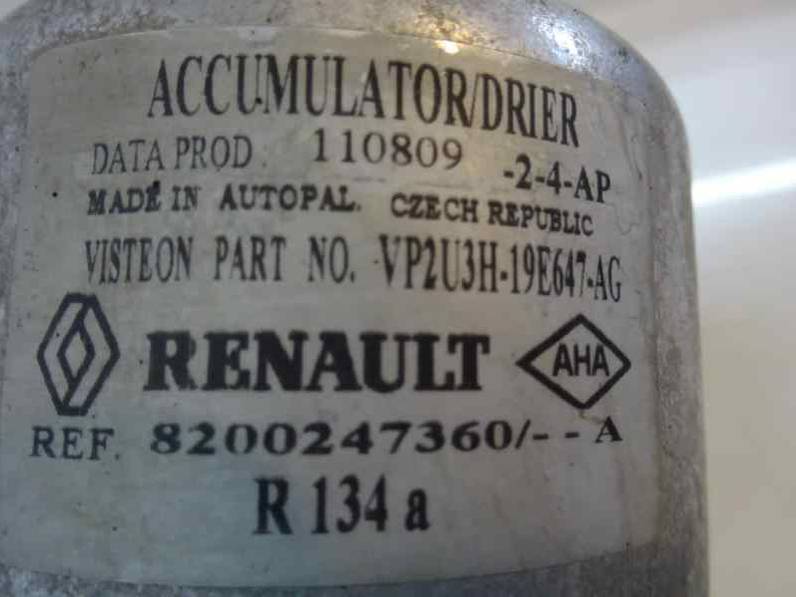 ACCUMULATOR/DRIER
DATA PROD. 110809 -2-4-AP
MADE IN AUTOPAL. CZECH REPUBLIC
VISTEON PART NO. VP2U3H-19E647-AG
RENAULT AHA
REF. 8200247360/- - A
R 134 a